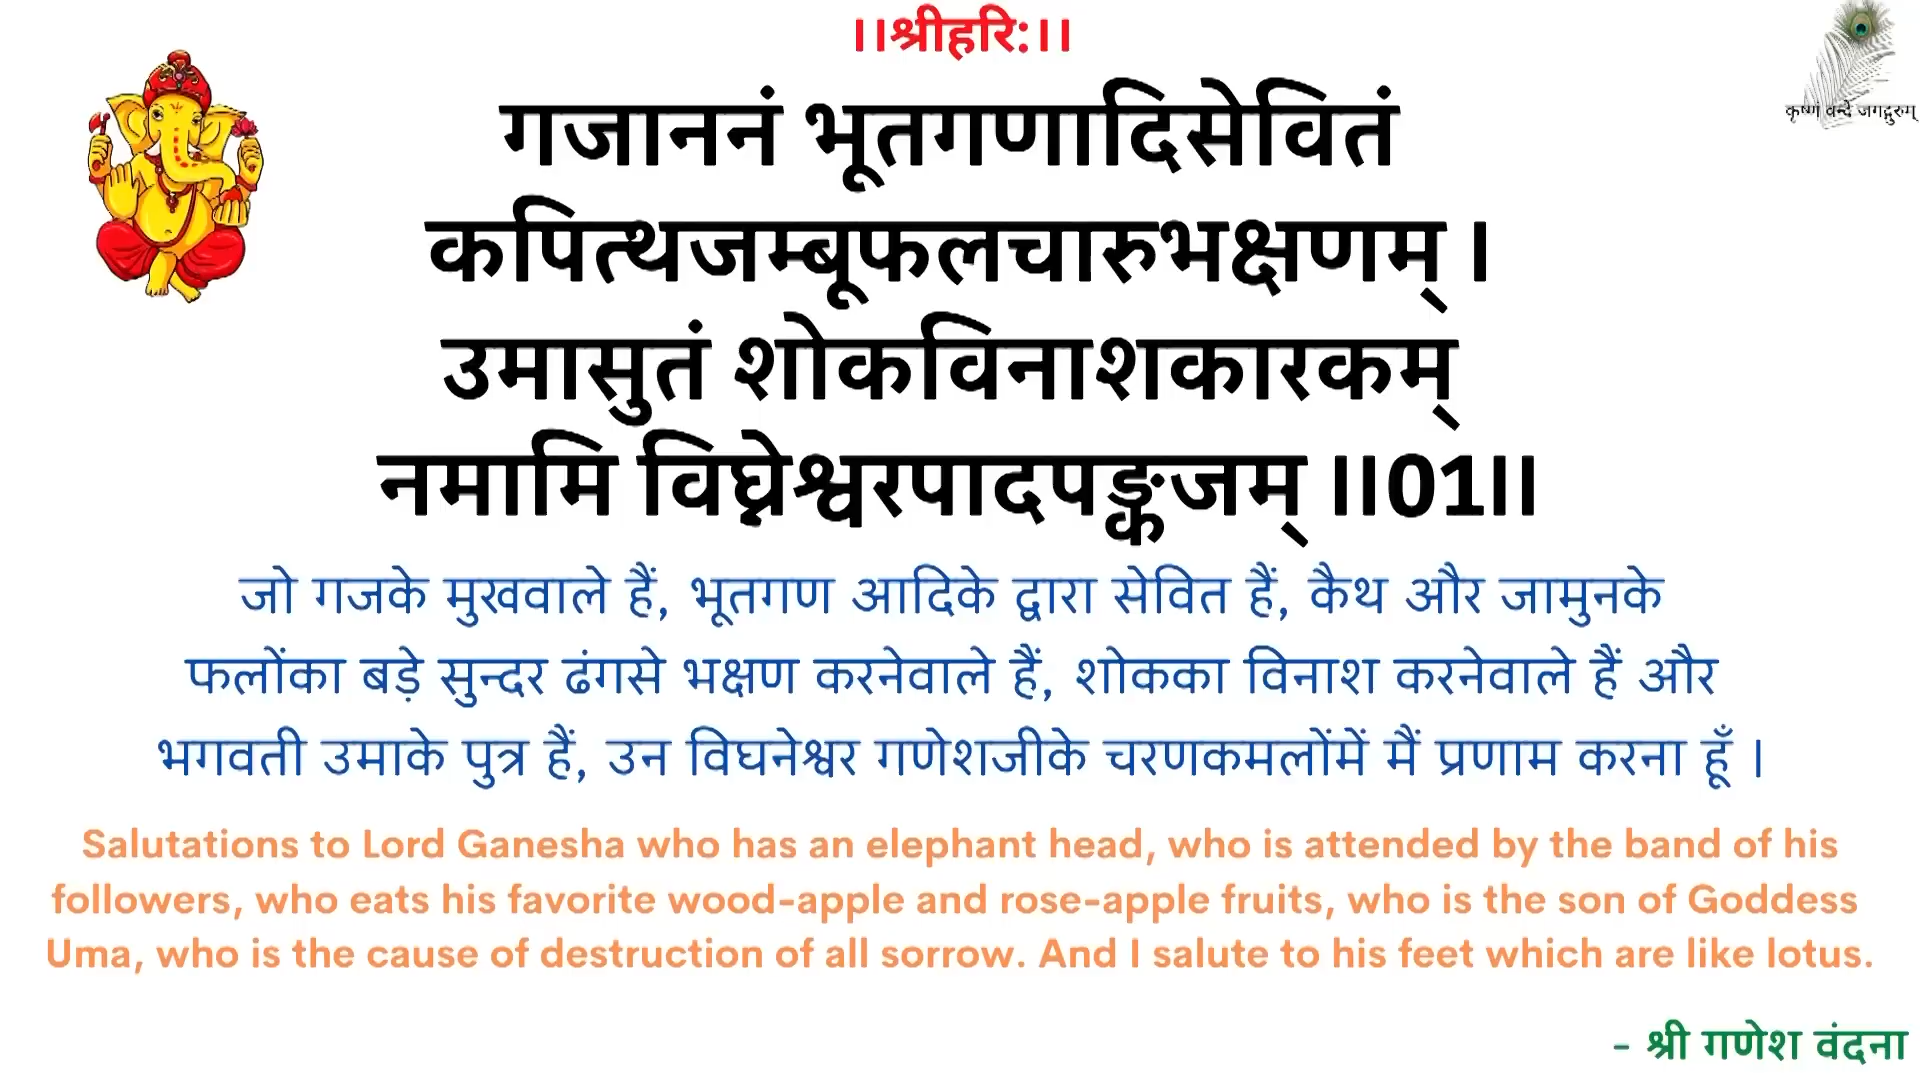 ।।श्रीहरि:।।
कृष्णं वन्दे जगद्गुरुम्
गजाननं भूतगणादिसेवितं
कपित्थजम्बूफलचारुभक्षणम् ।
उमासुतं शोकविनाशकारकम्
नमामि विघ्नेश्वरपादपङ्कजम् ।।01।।
जो गजके मुखवाले हैं, भूतगण आदिके द्वारा सेवित हैं, कैथ और जामुनके
फलोंका बड़े सुन्दर ढंगसे भक्षण करनेवाले हैं, शोकका विनाश करनेवाले हैं और
भगवती उमाके पुत्र हैं, उन विघनेश्वर गणेशजीके चरणकमलोंमें मैं प्रणाम करना हूँ ।
Salutations to Lord Ganesha who has an elephant head, who is attended by the band of his
followers, who eats his favorite wood-apple and rose-apple fruits, who is the son of Goddess
Uma, who is the cause of destruction of all sorrow. And I salute to his feet which are like lotus.
- श्री गणेश वंदना